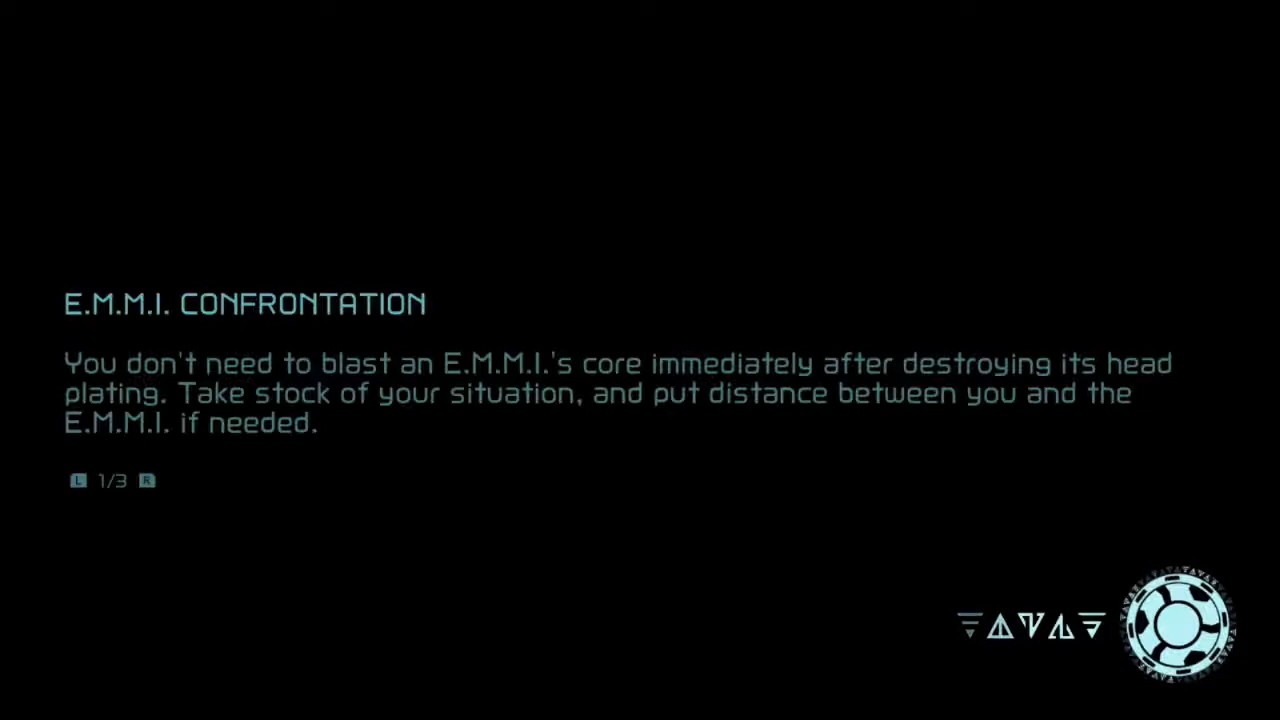 E.M.M.I. CONFRONTATION
You don't need to blast an E.M.M.I.'s core immediately after destroying its head
plating. Take stock of your situation, and put distance between you and the
E.M.M.I. if needed.
L 1/3 R